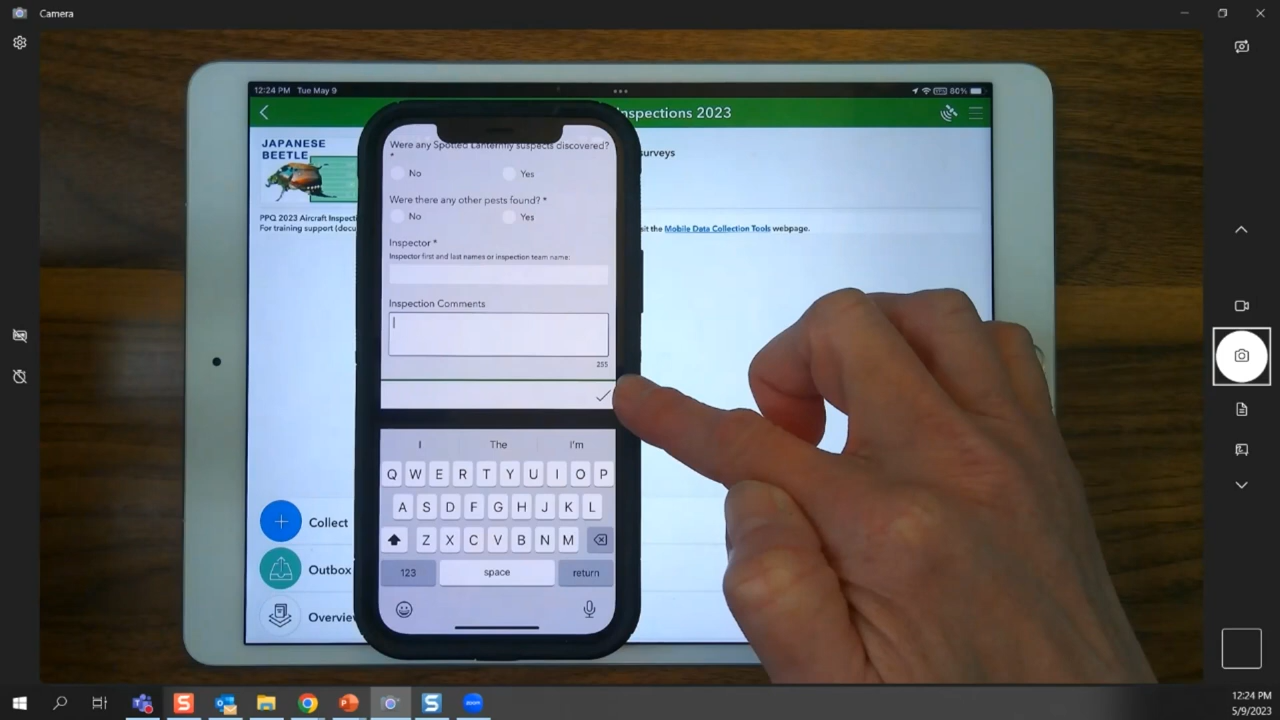 Camera
12:24 PM Tue May 9
80%
nspections 2023
JAPANESE
BEETLE
surveys
PPQ 2023 Aircraft Inspecti
For training support (docu
sit the Mobile Data Collection Tools webpage.
Were any Spotted Lanternfly suspects discovered?
*
No
Yes
Were there any other pests found? *
No
Yes
Inspector *
Inspector first and last names or inspection team name:
Inspection Comments
255
I
The
I'm
Q W E R T Y U I O P
A S D F G H J K L
Z X C V B N M
123
space
return
Collect
Outbox
Overvie
12:24 PM
5/9/2023